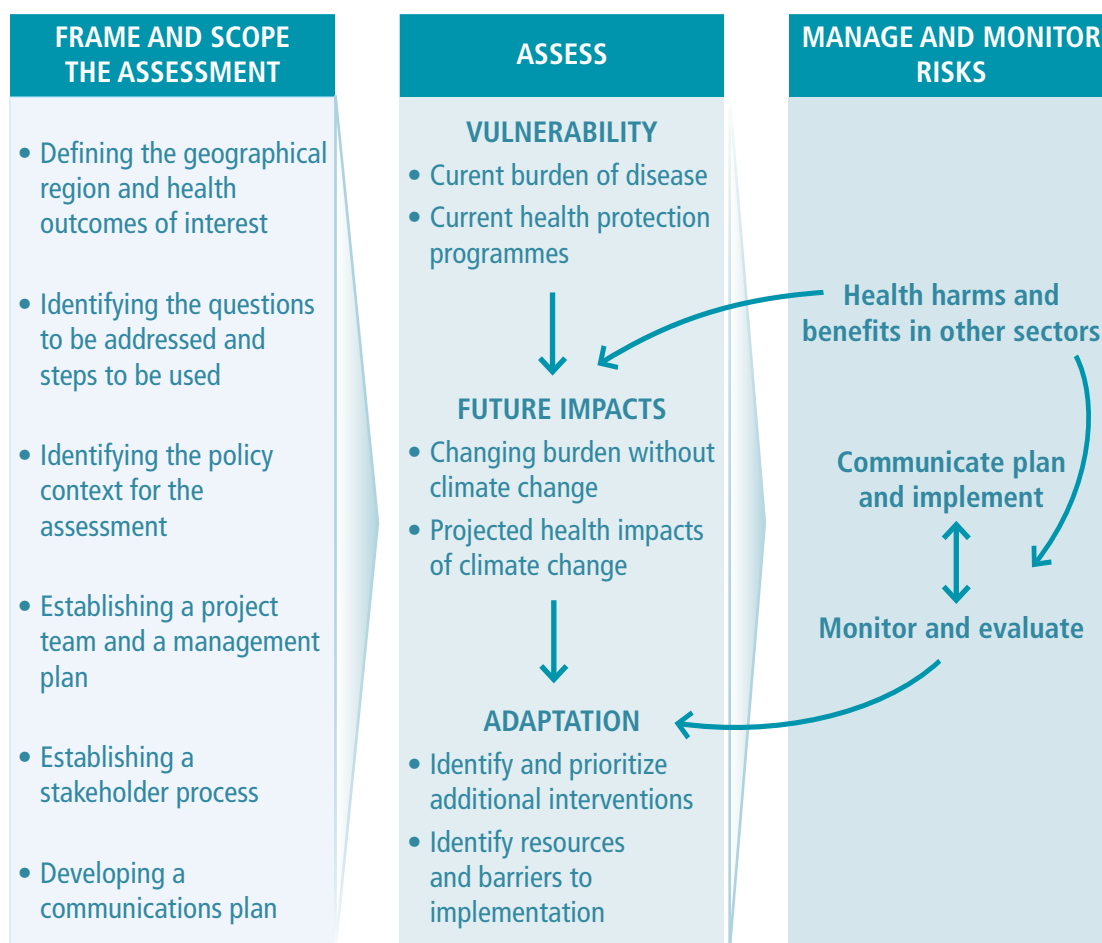 FRAME AND SCOPE
THE ASSESSMENT
• Defining the geographical
region and health
outcomes of interest
• Identifying the questions
to be addressed and
steps to be used
• Identifying the policy
context for the
assessment
• Establishing a project
team and a management
plan
• Establishing a
stakeholder process
• Developing a
communications plan
ASSESS
VULNERABILITY
• Curent burden of disease
• Current health protection
programmes
FUTURE IMPACTS
• Changing burden without
climate change
• Projected health impacts
of climate change
ADAPTATION
• Identify and prioritize
additional interventions
• Identify resources
and barriers to
implementation
MANAGE AND MONITOR
RISKS
Health harms and
benefits in other sectors
Communicate plan
and implement
Monitor and evaluate